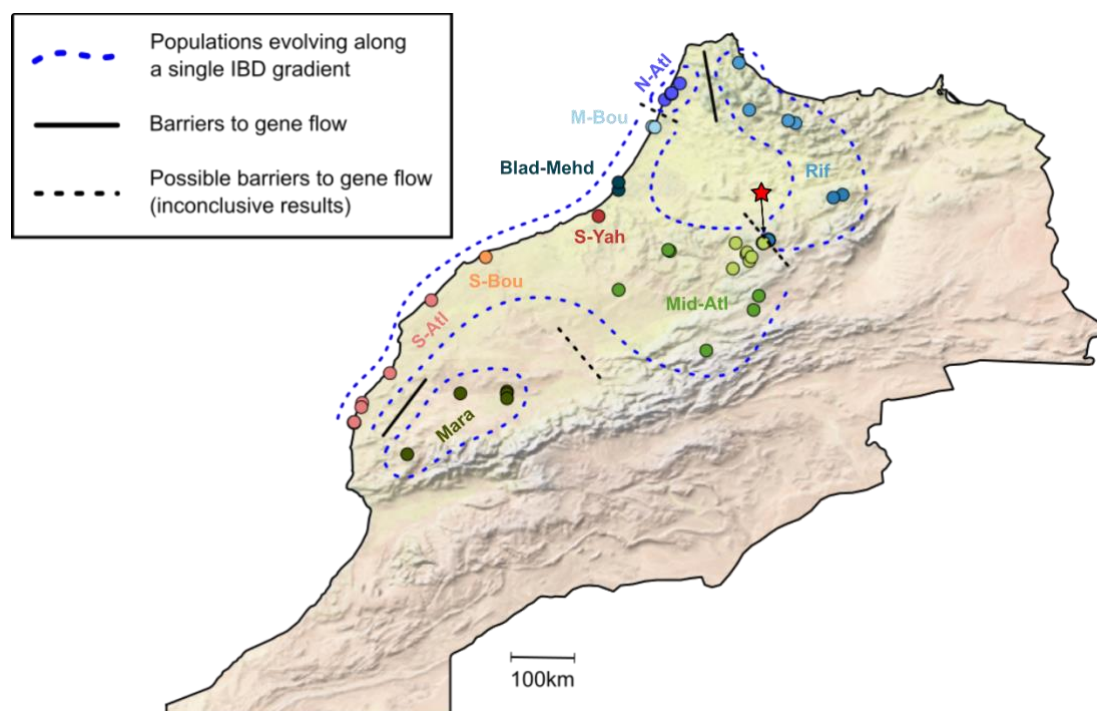 Populations evolving along
a single IBD gradient
Barriers to gene flow
Possible barriers to gene flow
(inconclusive results)
N-Atl
M-Bou
Blad-Mehd
Rif
S-Yah
S-Bou
Mid-Atl
S-Atl
Mara
100km